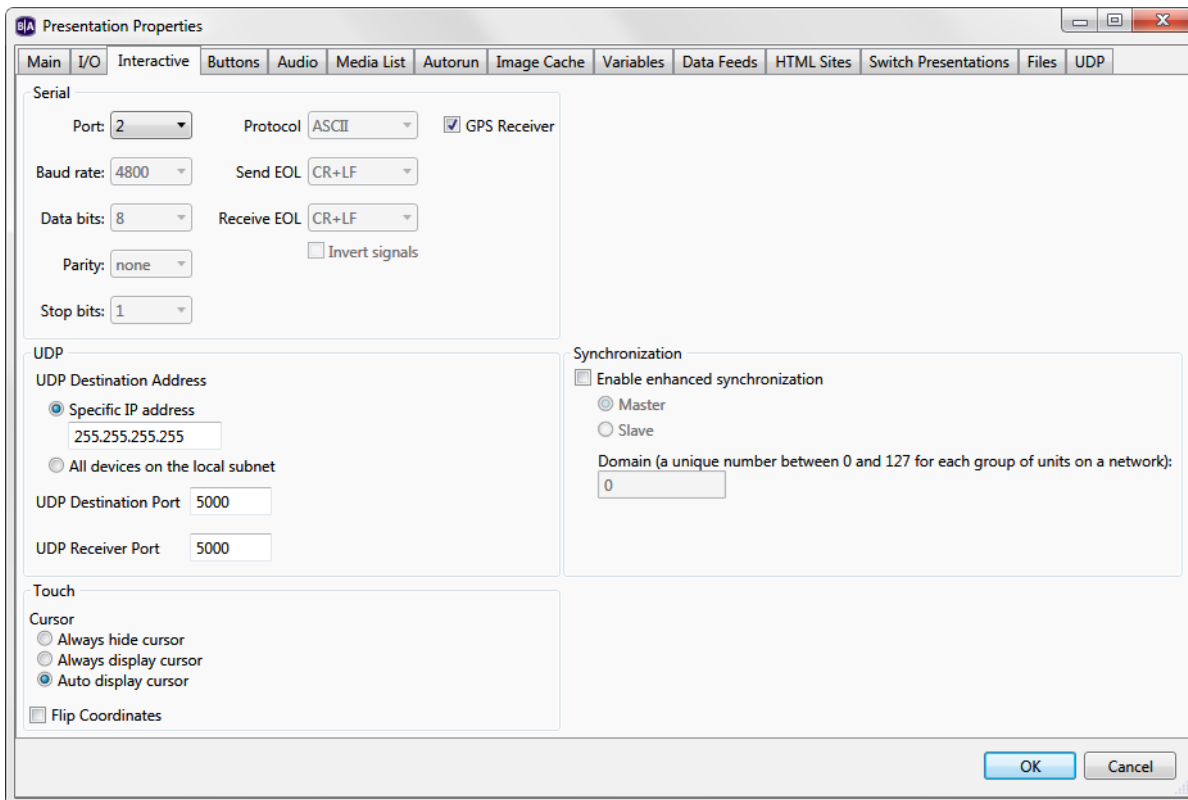 B|A Presentation Properties
Main I/O Interactive Buttons Audio Media List Autorun Image Cache Variables Data Feeds HTML Sites Switch Presentations Files UDP
Serial
Port: 2 Protocol ASCII GPS Receiver
Baud rate: 4800 Send EOL CR+LF
Data bits: 8 Receive EOL CR+LF
Invert signals
Parity: none
Stop bits: 1
UDP
UDP Destination Address
Specific IP address
255.255.255.255
All devices on the local subnet
UDP Destination Port 5000
UDP Receiver Port 5000
Synchronization
Enable enhanced synchronization
Master
Slave
Domain (a unique number between 0 and 127 for each group of units on a network):
0
Touch
Cursor
Always hide cursor
Always display cursor
Auto display cursor
Flip Coordinates
OK Cancel